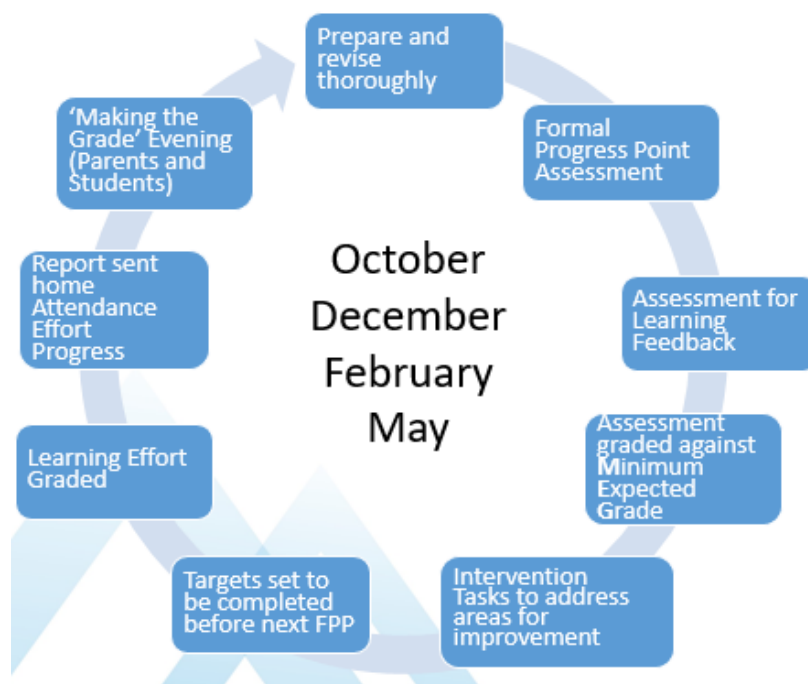 Prepare and
revise
thoroughly
Formal
Progress Point
Assessment
Assessment for
Learning
Feedback
Assessment
graded against
Minimum
Expected
Grade
Intervention
Tasks to address
areas for
improvement
Targets set to
be completed
before next FPP
Learning Effort
Graded
Report sent
home
Attendance
Effort
Progress
‘Making the
Grade’ Evening
(Parents and
Students)
October
December
February
May